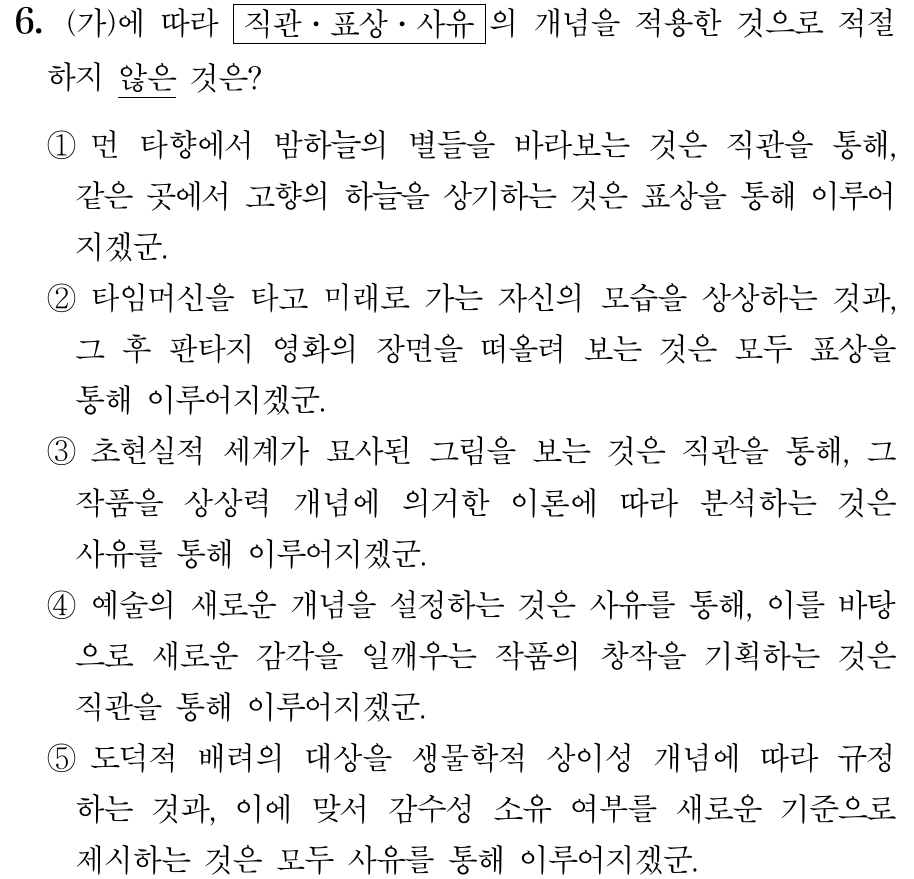 6. (가)에 따라 직관·표상·사유의 개념을 적용한 것으로 적절
하지 않은 것은?
① 먼 타향에서 밤하늘의 별들을 바라보는 것은 직관을 통해,
같은 곳에서 고향의 하늘을 상기하는 것은 표상을 통해 이루어
지겠군.
② 타임머신을 타고 미래로 가는 자신의 모습을 상상하는 것과,
그 후 판타지 영화의 장면을 떠올려 보는 것은 모두 표상을
통해 이루어지겠군.
③ 초현실적 세계가 묘사된 그림을 보는 것은 직관을 통해, 그
작품을 상상력 개념에 의거한 이론에 따라 분석하는 것은
사유를 통해 이루어지겠군.
④ 예술의 새로운 개념을 설정하는 것은 사유를 통해, 이를 바탕
으로 새로운 감각을 일깨우는 작품의 창작을 기획하는 것은
직관을 통해 이루어지겠군.
⑤ 도덕적 배려의 대상을 생물학적 상이성 개념에 따라 규정
하는 것과, 이에 맞서 감수성 소유 여부를 새로운 기준으로
제시하는 것은 모두 사유를 통해 이루어지겠군.